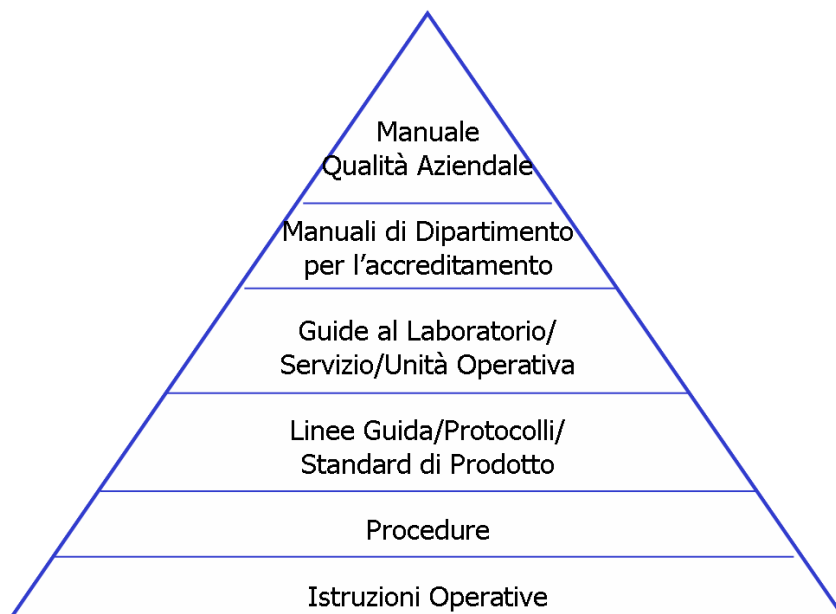 Manuale
Qualità Aziendale
Manuali di Dipartimento
per l'accreditamento
Guide al Laboratorio/
Servizio/Unità Operativa
Linee Guida/Protocolli/
Standard di Prodotto
Procedure
Istruzioni Operative